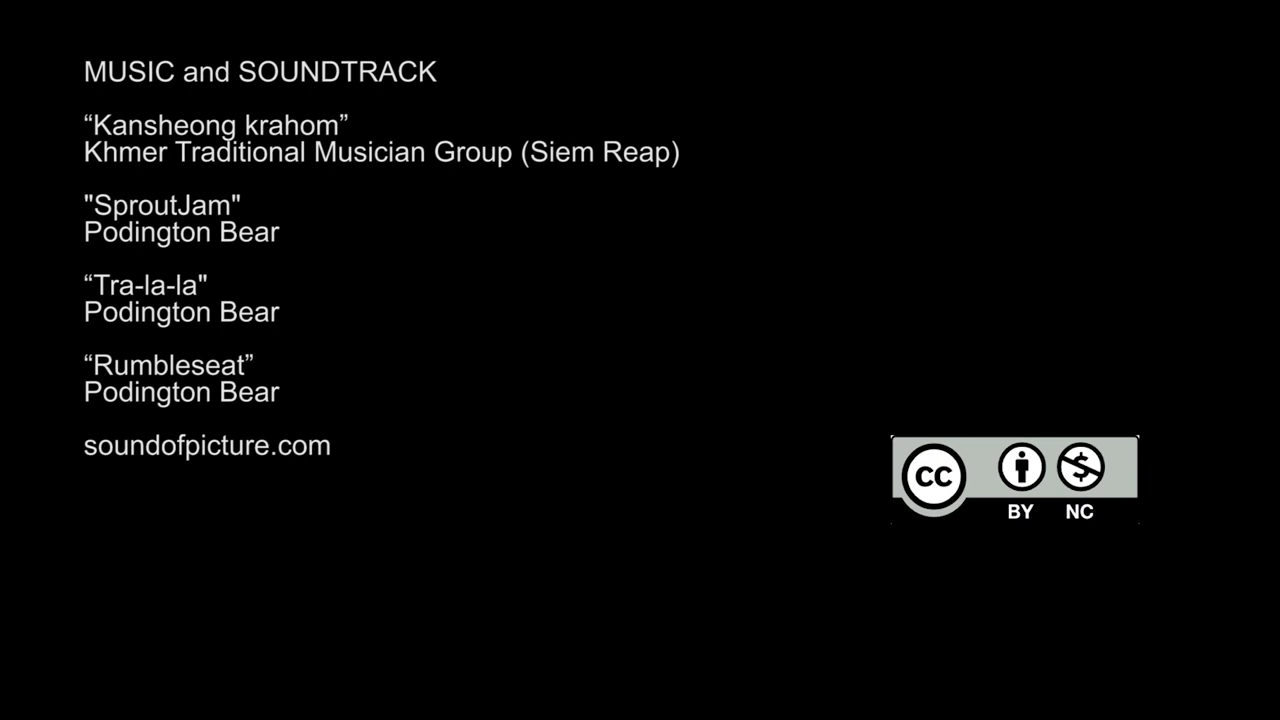 MUSIC and SOUNDTRACK
“Kansheong krahom”
Khmer Traditional Musician Group (Siem Reap)
"SproutJam"
Podington Bear
“Tra-la-la"
Podington Bear
“Rumbleseat”
Podington Bear
soundofpicture.com
CC
BY NC